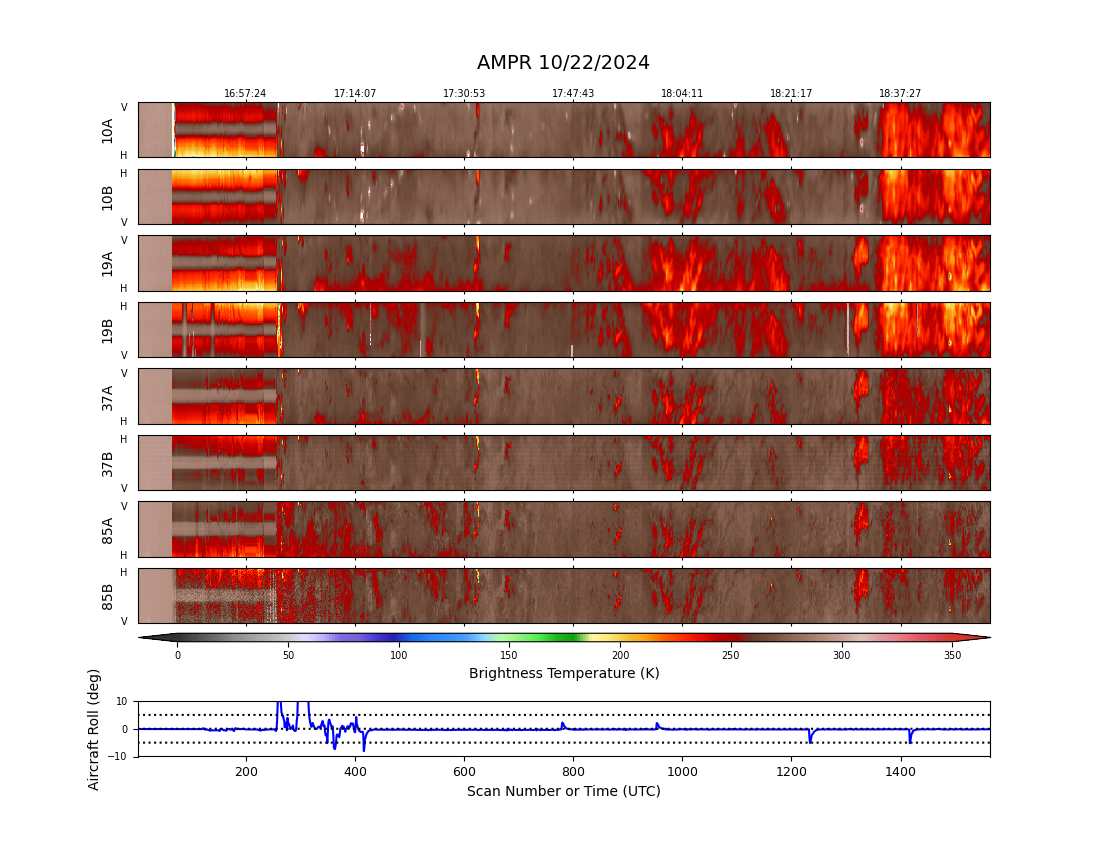 AMPR 10/22/2024
16:57:24 17:14:07 17:30:53 17:47:43 18:04:11 18:21:17 18:37:27
V
10A
H
H
10B
V
V
19A
H
H
19B
V
V
37A
H
H
37B
V
V
85A
H
H
85B
V
0 50 100 150 200 250 300 350
Brightness Temperature (K)
Aircraft Roll (deg)
10
0
−10
200 400 600 800 1000 1200 1400
Scan Number or Time (UTC)